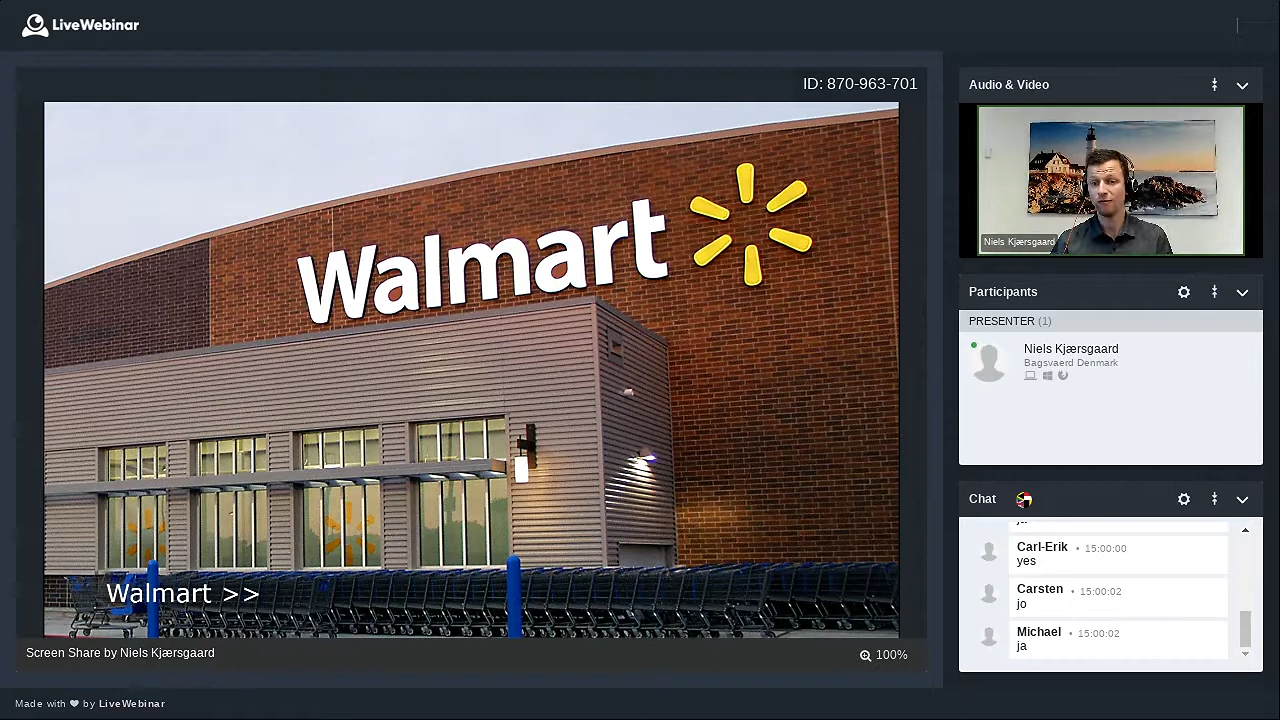 LiveWebinar
ID: 870-963-701
Walmart
Walmart >>
Screen Share by Niels Kjærsgaard
100%
Audio & Video
Niels Kjærsgaard
Participants
PRESENTER (1)
Niels Kjærsgaard
Bagsvaerd Denmark
Chat
Carl-Erik • 15:00:00
yes
Carsten • 15:00:02
jo
Michael • 15:00:02
ja
Made with by LiveWebinar